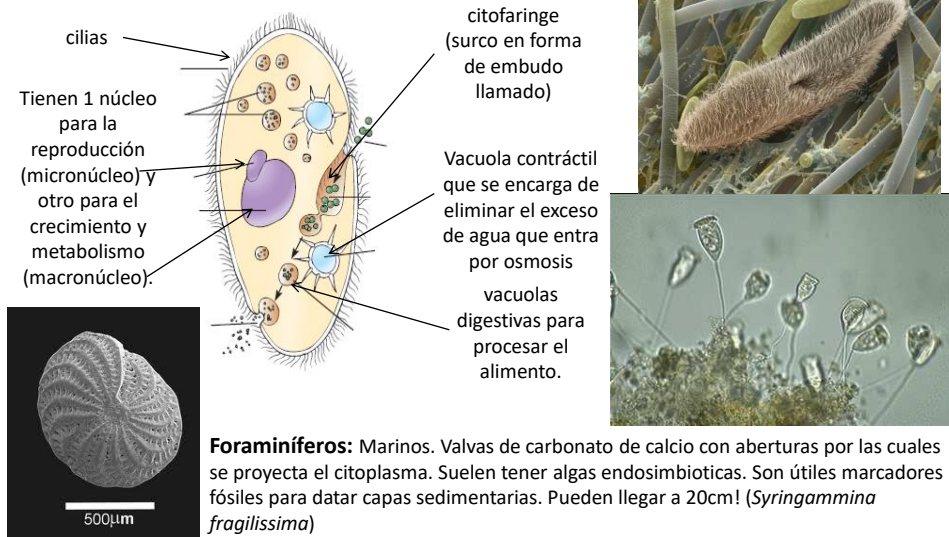 cilias
Tienen 1 núcleo
para la
reproducción
(micronúcleo) y
otro para el
crecimiento y
metabolismo
(macronúcleo).
citofaringe
(surco en forma
de embudo
llamado)
Vacuola contráctil
que se encarga de
eliminar el exceso
de agua que entra
por osmosis
vacuolas
digestivas para
procesar el
alimento.
500µm
Foraminíferos: Marinos. Valvas de carbonato de calcio con aberturas por las cuales
se proyecta el citoplasma. Suelen tener algas endosimbioticas. Son útiles marcadores
fósiles para datar capas sedimentarias. Pueden llegar a 20cm! (Syringammina
fragilissima)